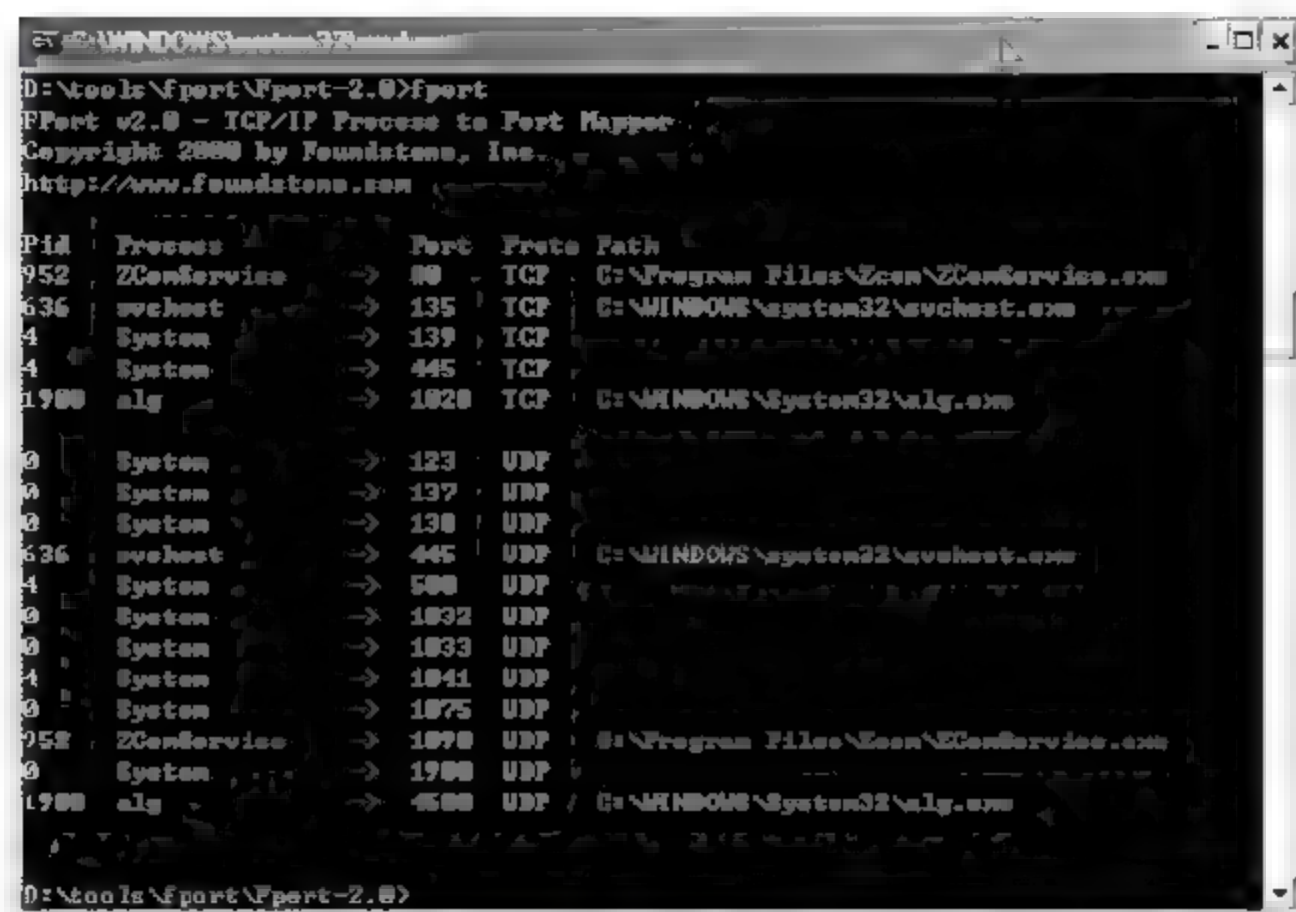 C:\WINDOWS\system32\
D:\tools\fport\Fport-2.0>fport
FPort v2.0 - TCP/IP Process to Port Mapper
Copyright 2000 by Foundstone, Inc.
http://www.foundstone.com
Pid Process Port Proto Path
952 ZComService -> 80 TCP C:\Program Files\Zcom\ZComService.exe
636 svchost -> 135 TCP C:\WINDOWS\system32\svchost.exe
4 System -> 139 TCP
4 System -> 445 TCP
1900 alg -> 1028 TCP C:\WINDOWS\System32\alg.exe
0 System -> 123 UDP
0 System -> 137 UDP
0 System -> 138 UDP
636 svchost -> 445 UDP C:\WINDOWS\system32\svchost.exe
4 System -> 500 UDP
0 System -> 1032 UDP
0 System -> 1033 UDP
4 System -> 1041 UDP
0 System -> 1075 UDP
952 ZComService -> UDP C:\Program Files\Zcom\ZComService.exe
0 System -> 1900 UDP
1900 alg -> 4500 UDP C:\WINDOWS\System32\alg.exe
D:\tools\fport\Fport-2.0>